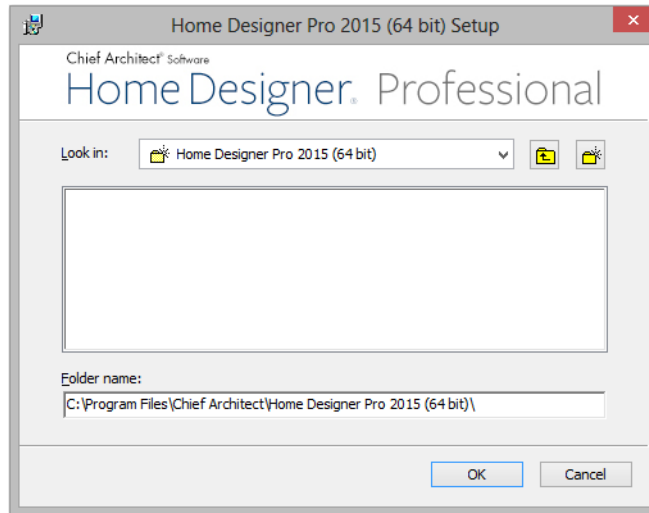 Home Designer Pro 2015 (64 bit) Setup
Chief Architect® Software
Home Designer® Professional
Look in:
Home Designer Pro 2015 (64 bit)
Folder name:
C:\Program Files\Chief Architect\Home Designer Pro 2015 (64 bit)\
OK
Cancel